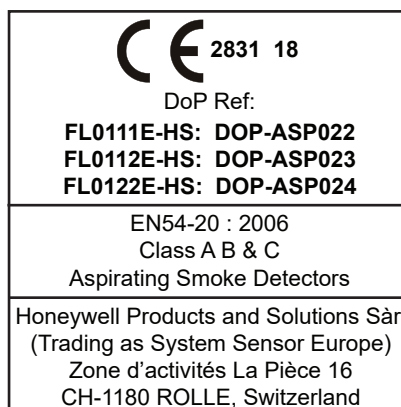 CE 2831 18
DoP Ref:
FL0111E-HS: DOP-ASP022
FL0112E-HS: DOP-ASP023
FL0122E-HS: DOP-ASP024
EN54-20 : 2006
Class A B & C
Aspirating Smoke Detectors
Honeywell Products and Solutions Sàr
(Trading as System Sensor Europe)
Zone d’activités La Pièce 16
CH-1180 ROLLE, Switzerland